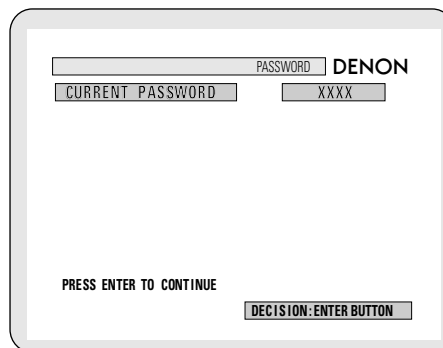 PASSWORD DENON
CURRENT PASSWORD XXXX
PRESS ENTER TO CONTINUE
DECISION:ENTER BUTTON